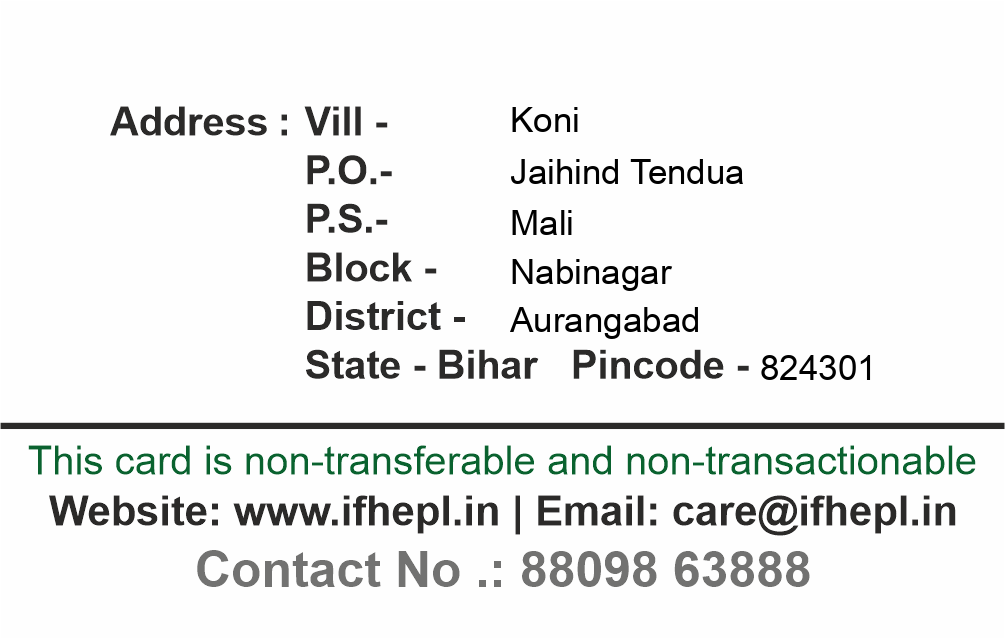 Address : Vill - Koni
P.O.- Jaihind Tendua
P.S.- Mali
Block - Nabinagar
District - Aurangabad
State - Bihar Pincode - 824301
This card is non-transferable and non-transactionable
Website: www.ifhepl.in | Email: care@ifhepl.in
Contact No .: 88098 63888